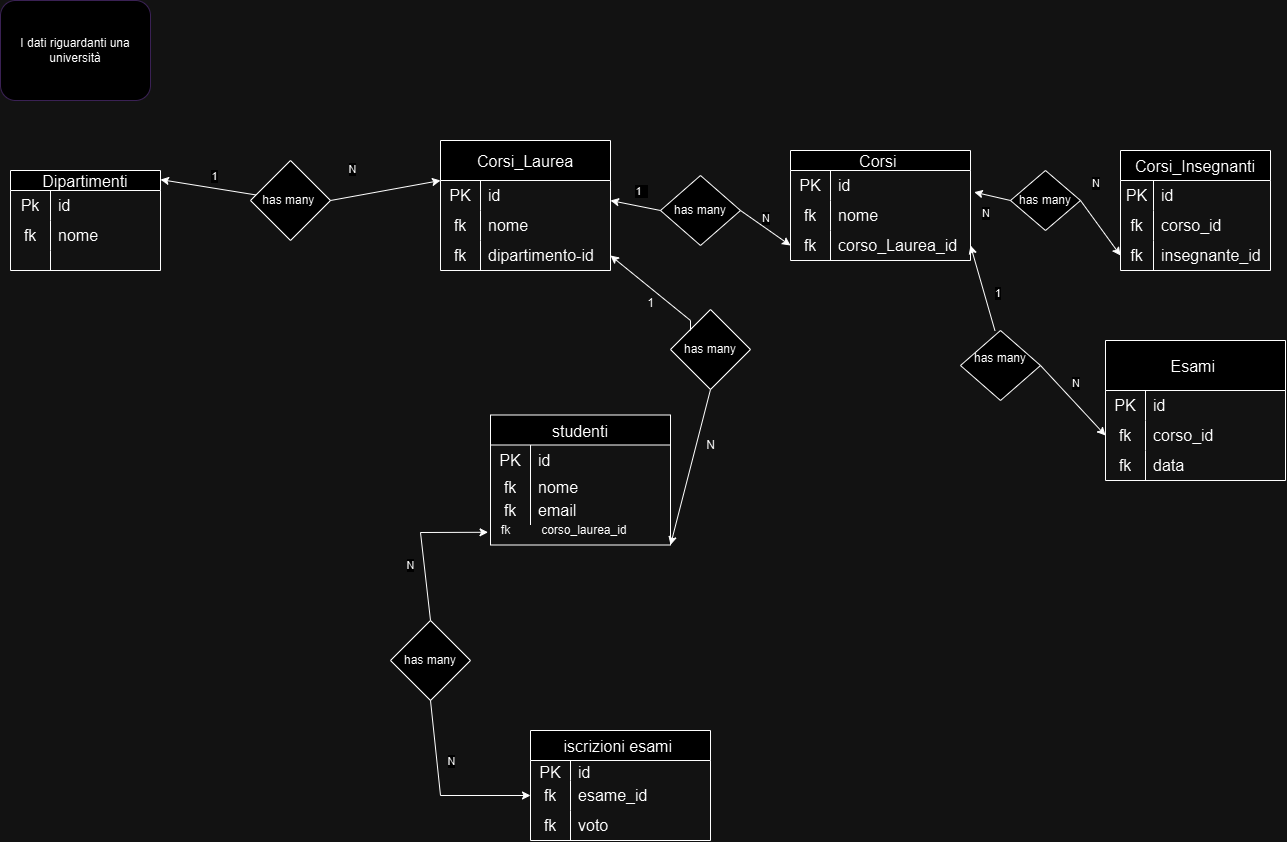 I dati riguardanti una
università
Dipartimenti
Pk id
fk nome
1
has many
N
Corsi_Laurea
PK id
fk nome
fk dipartimento-id
1
has many
N
Corsi
PK id
fk nome
fk corso_Laurea_id
N
has many
N
Corsi_Insegnanti
PK id
fk corso_id
fk insegnante_id
1
has many
N
1
has many
N
Esami
PK id
fk corso_id
fk data
studenti
PK id
fk nome
fk email
fk corso_laurea_id
N
has many
N
iscrizioni esami
PK id
fk esame_id
fk voto